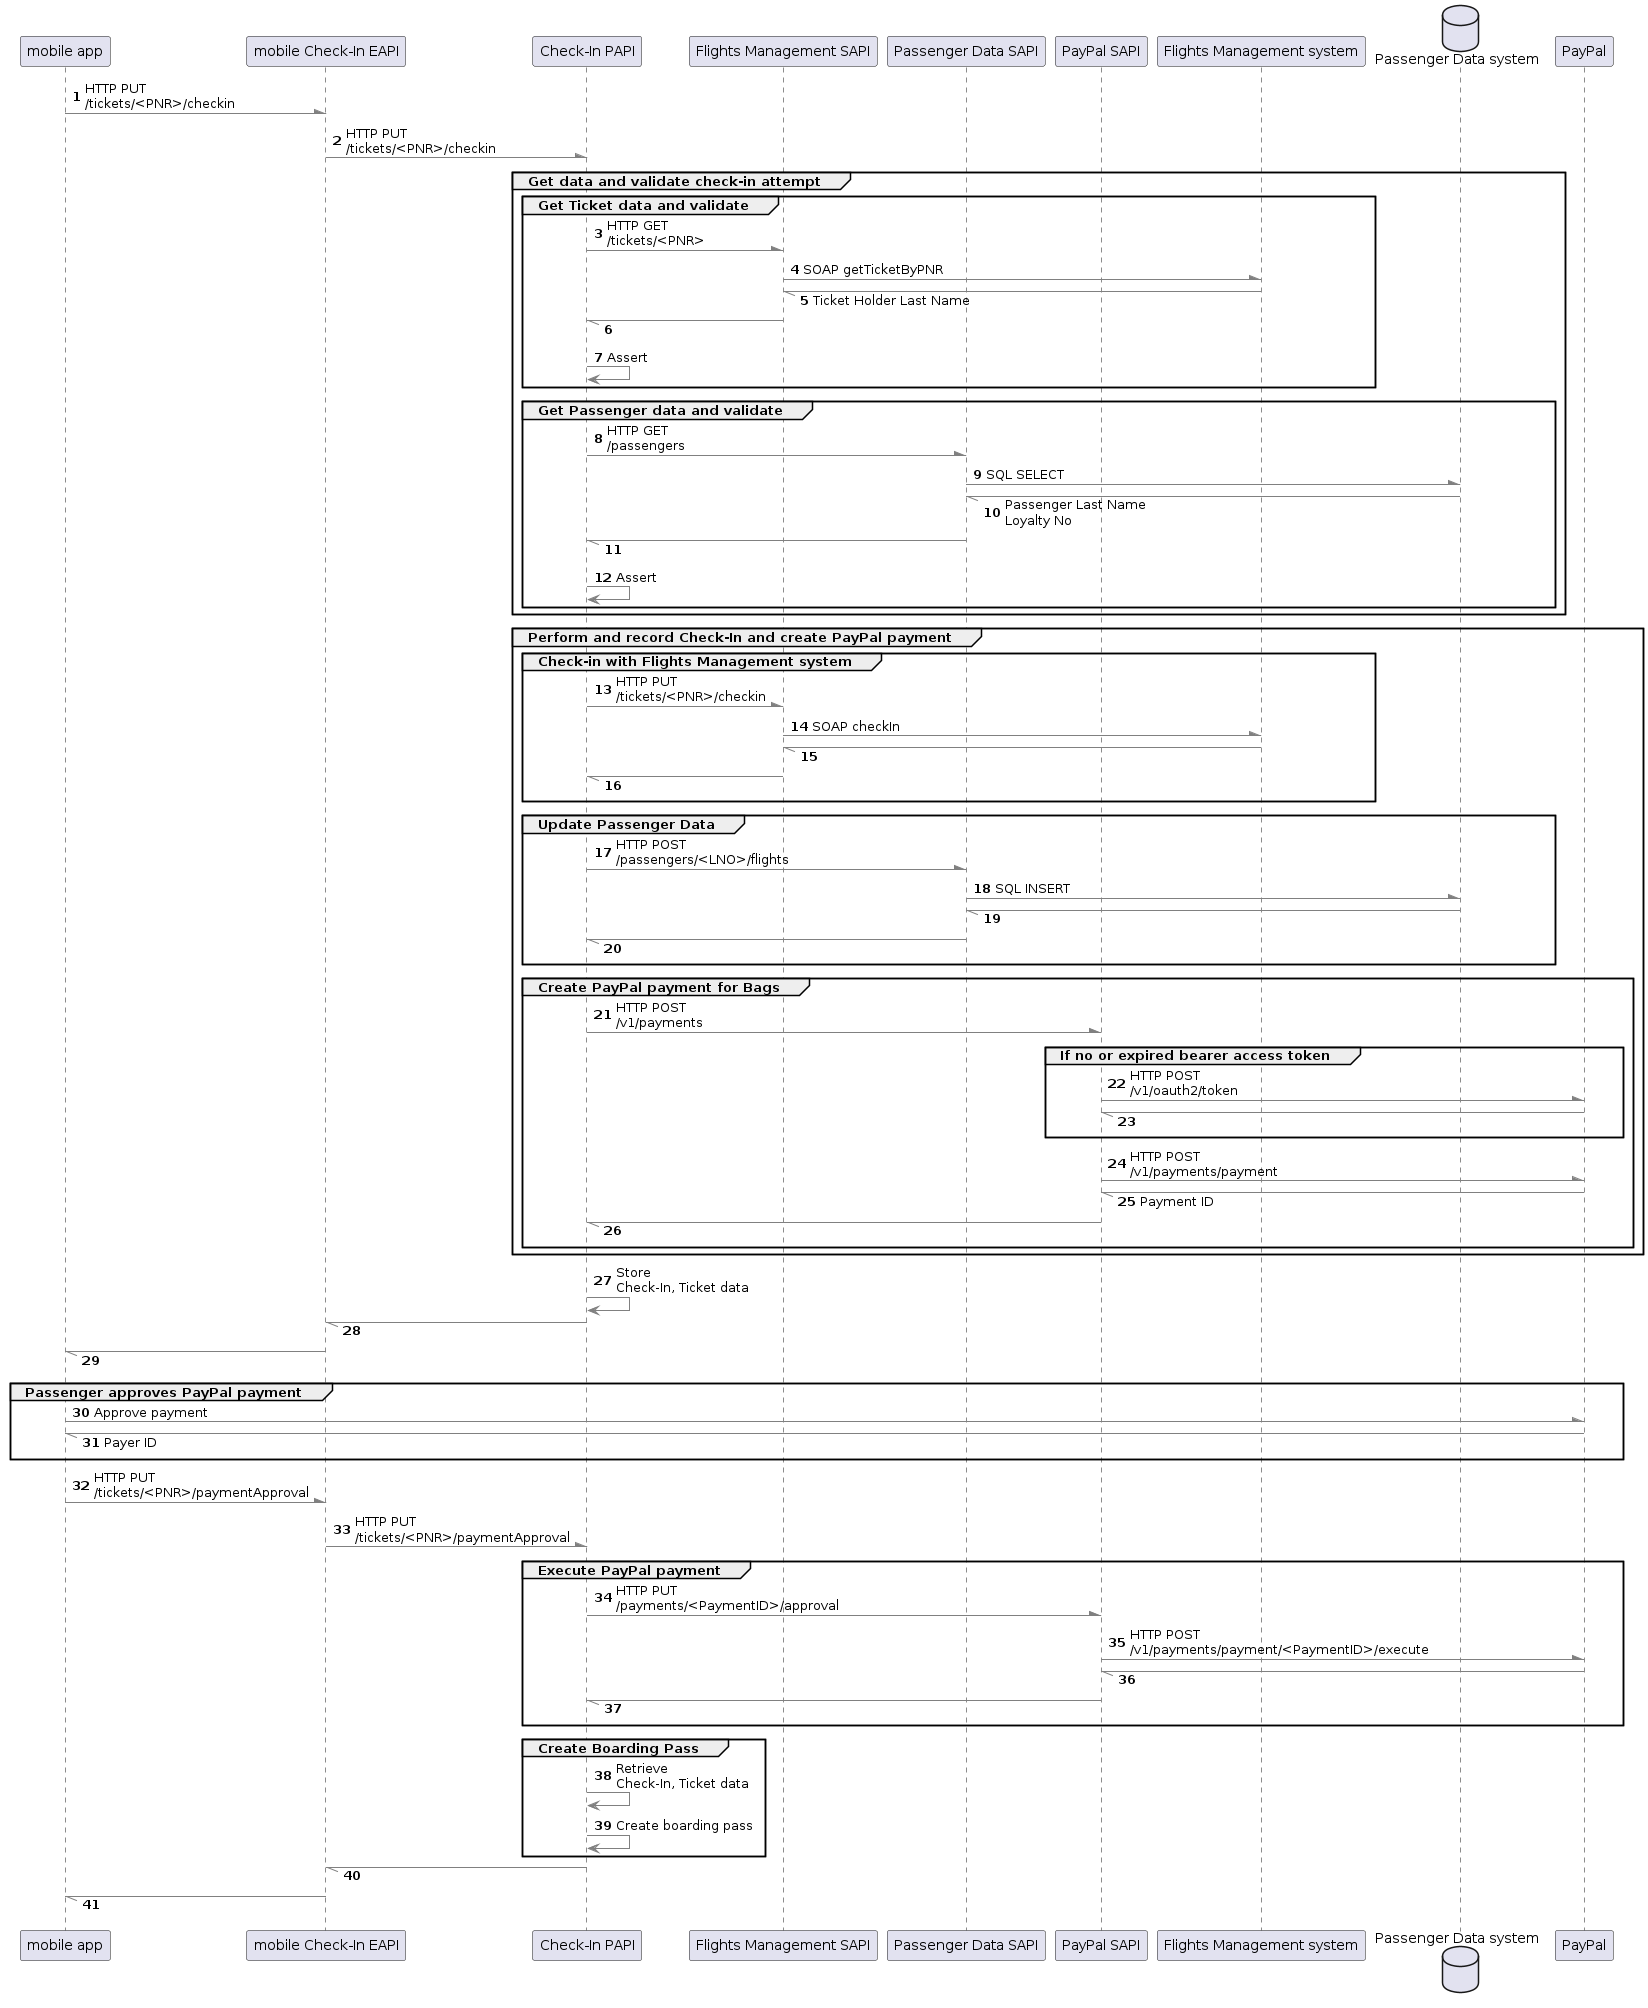 mobile app
mobile Check-In EAPI
Check-In PAPI
Flights Management SAPI
Passenger Data SAPI
PayPal SAPI
Flights Management system
Passenger Data system
PayPal
1 HTTP PUT
/tickets/<PNR>/checkin
2 HTTP PUT
/tickets/<PNR>/checkin
Get data and validate check-in attempt
Get Ticket data and validate
3 HTTP GET
/tickets/<PNR>
4 SOAP getTicketByPNR
5 Ticket Holder Last Name
6
7 Assert
Get Passenger data and validate
8 HTTP GET
/passengers
9 SQL SELECT
10 Passenger Last Name
Loyalty No
11
12 Assert
Perform and record Check-In and create PayPal payment
Check-in with Flights Management system
13 HTTP PUT
/tickets/<PNR>/checkin
14 SOAP checkIn
15
16
Update Passenger Data
17 HTTP POST
/passengers/<LNO>/flights
18 SQL INSERT
19
20
Create PayPal payment for Bags
21 HTTP POST
/v1/payments
If no or expired bearer access token
22 HTTP POST
/v1/oauth2/token
23
24 HTTP POST
/v1/payments/payment
25 Payment ID
26
27 Store
Check-In, Ticket data
28
29
Passenger approves PayPal payment
30 Approve payment
31 Payer ID
32 HTTP PUT
/tickets/<PNR>/paymentApproval
33 HTTP PUT
/tickets/<PNR>/paymentApproval
Execute PayPal payment
34 HTTP PUT
/payments/<PaymentID>/approval
35 HTTP POST
/v1/payments/payment/<PaymentID>/execute
36
37
Create Boarding Pass
38 Retrieve
Check-In, Ticket data
39 Create boarding pass
40
41
mobile app
mobile Check-In EAPI
Check-In PAPI
Flights Management SAPI
Passenger Data SAPI
PayPal SAPI
Flights Management system
Passenger Data system
PayPal